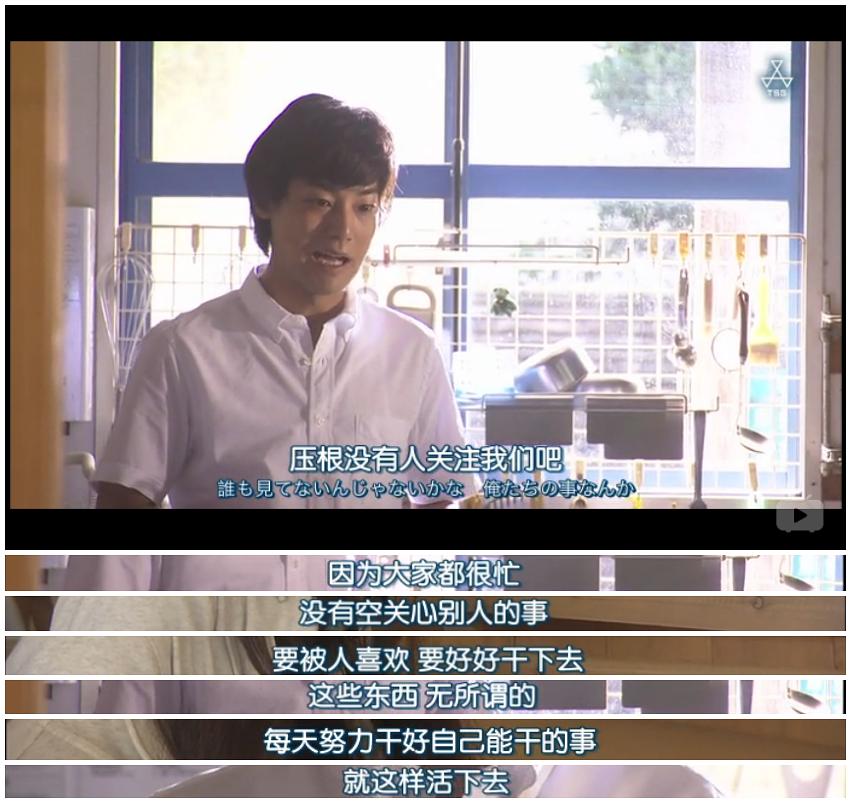 TBS
压根没有人关注我们吧
誰も見てないんじゃないかな 俺たちの事なんか
因为大家都很忙
没有空关心别人的事
要被人喜欢 要好好干下去
这些东西 无所谓的
每天努力干好自己能干的事
就这样活下去